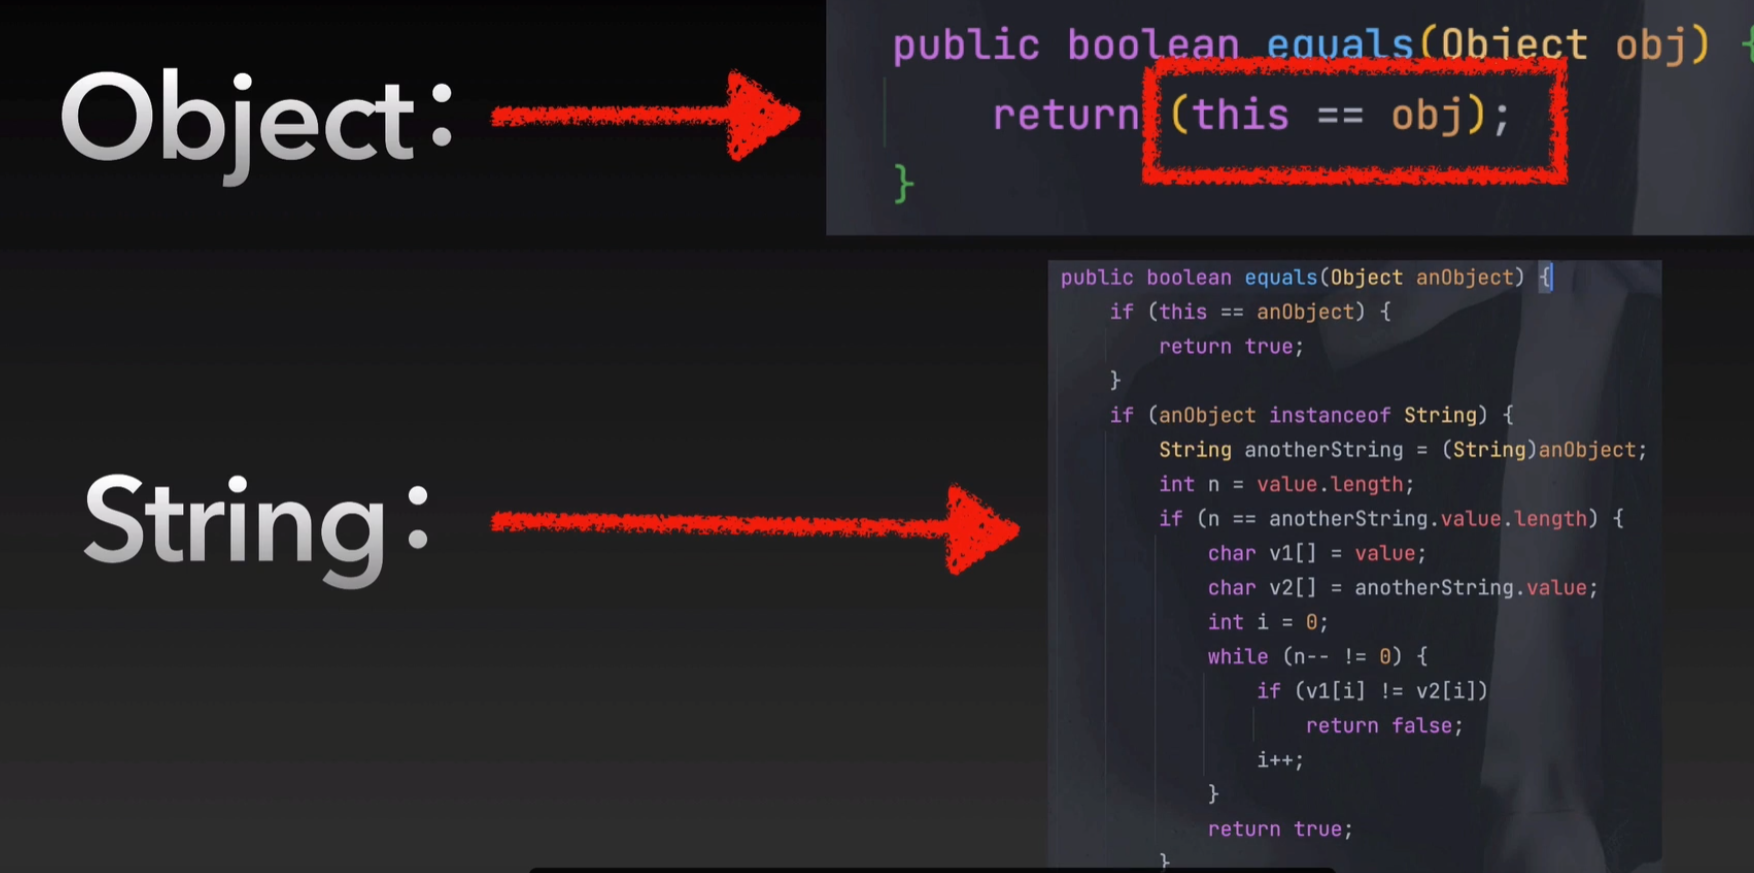 Object:
public boolean equals(Object obj) {
return (this == obj);
}
String:
public boolean equals(Object anObject) {
if (this == anObject) {
return true;
}
if (anObject instanceof String) {
String anotherString = (String)anObject;
int n = value.length;
if (n == anotherString.value.length) {
char v1[] = value;
char v2[] = anotherString.value;
int i = 0;
while (n-- != 0) {
if (v1[i] != v2[i])
return false;
i++;
}
return true;
}